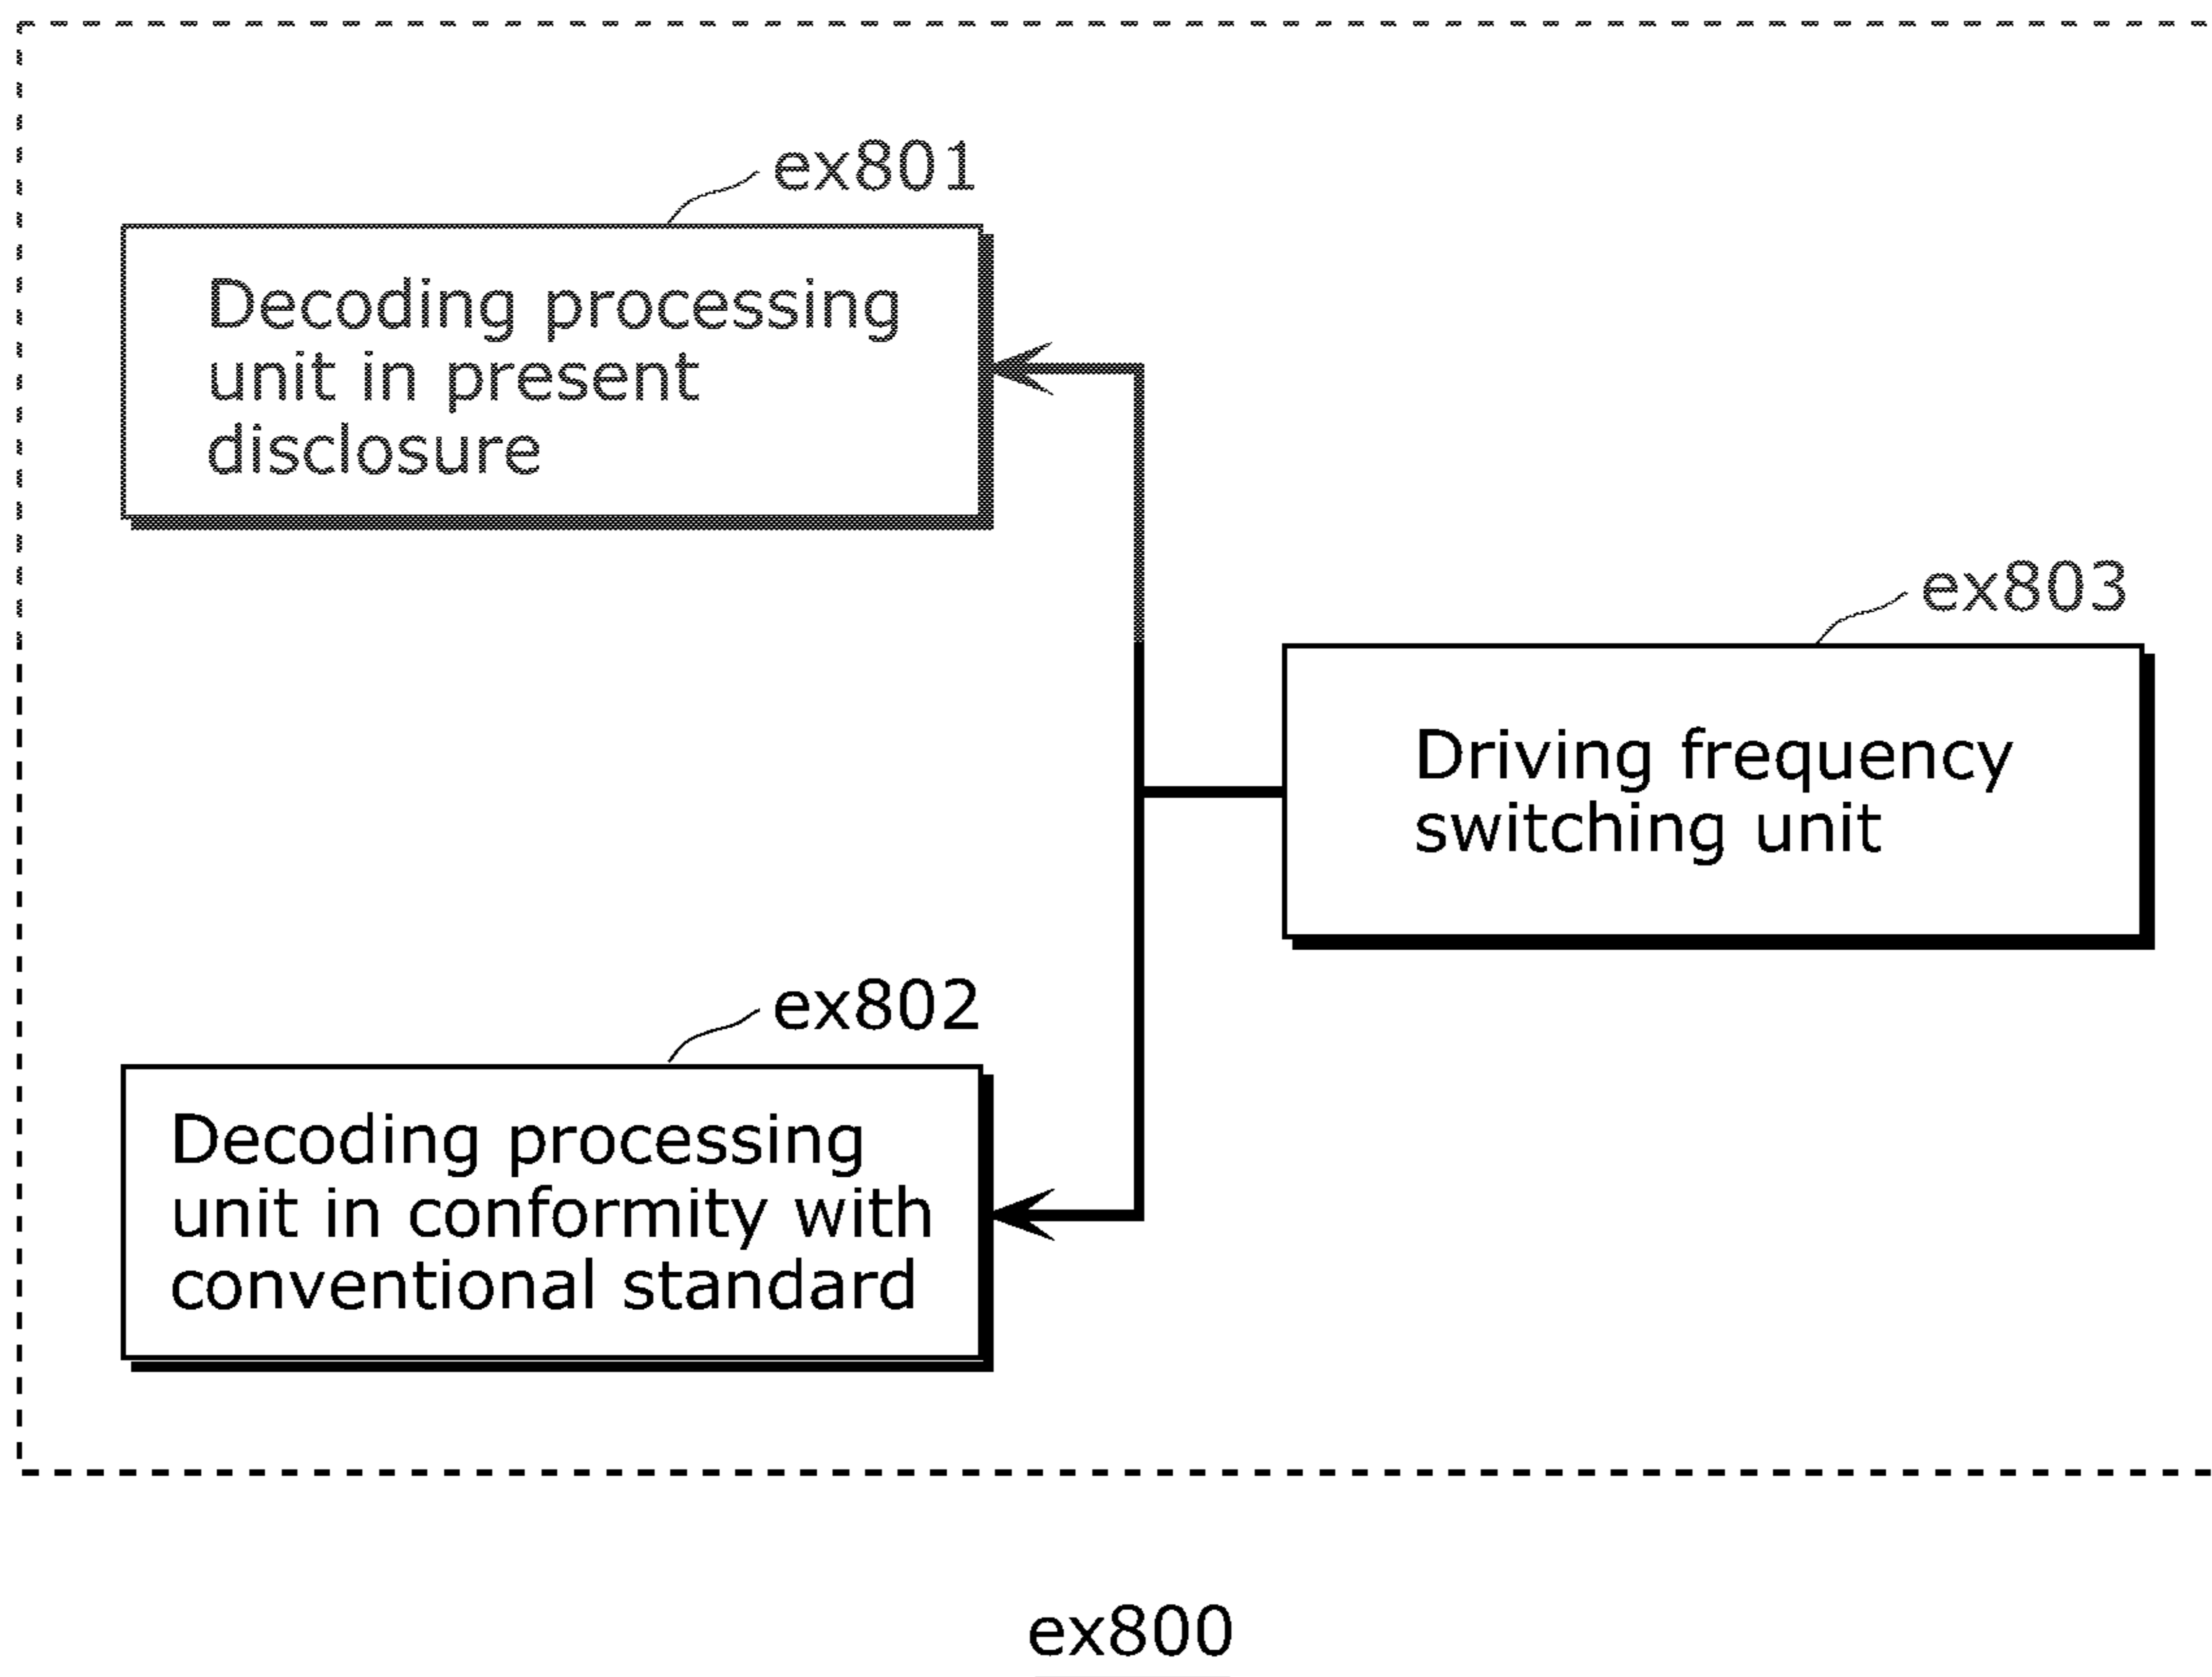 ex801
Decoding processing
unit in present
disclosure
ex803
Driving frequency
switching unit
ex802
Decoding processing
unit in conformity with
conventional standard
ex800